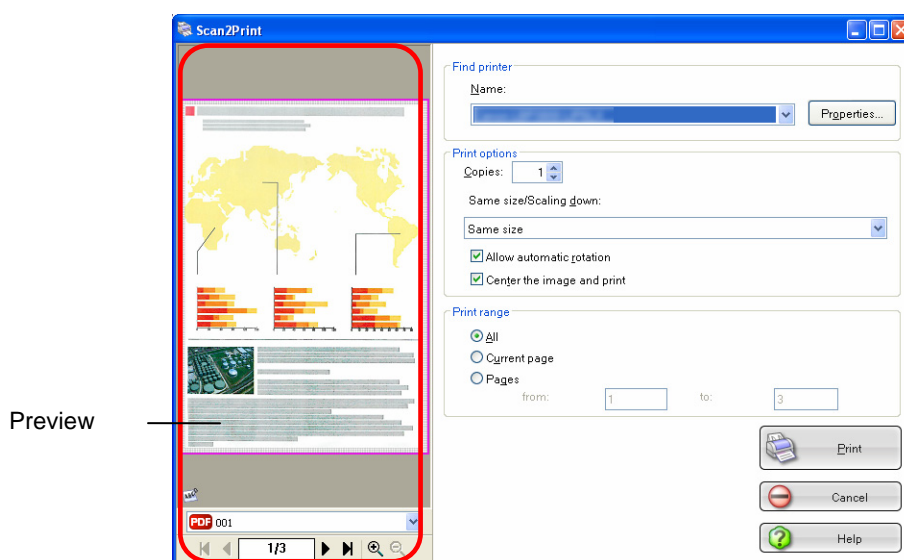 Scan2Print
Find printer
Name:
Properties...
Print options
Copies: 1
Same size/Scaling down:
Same size
Allow automatic rotation
Center the image and print
Print range
All
Current page
Pages
from: 1 to: 3
Preview
Print
Cancel
Help
PDF 001
1/3